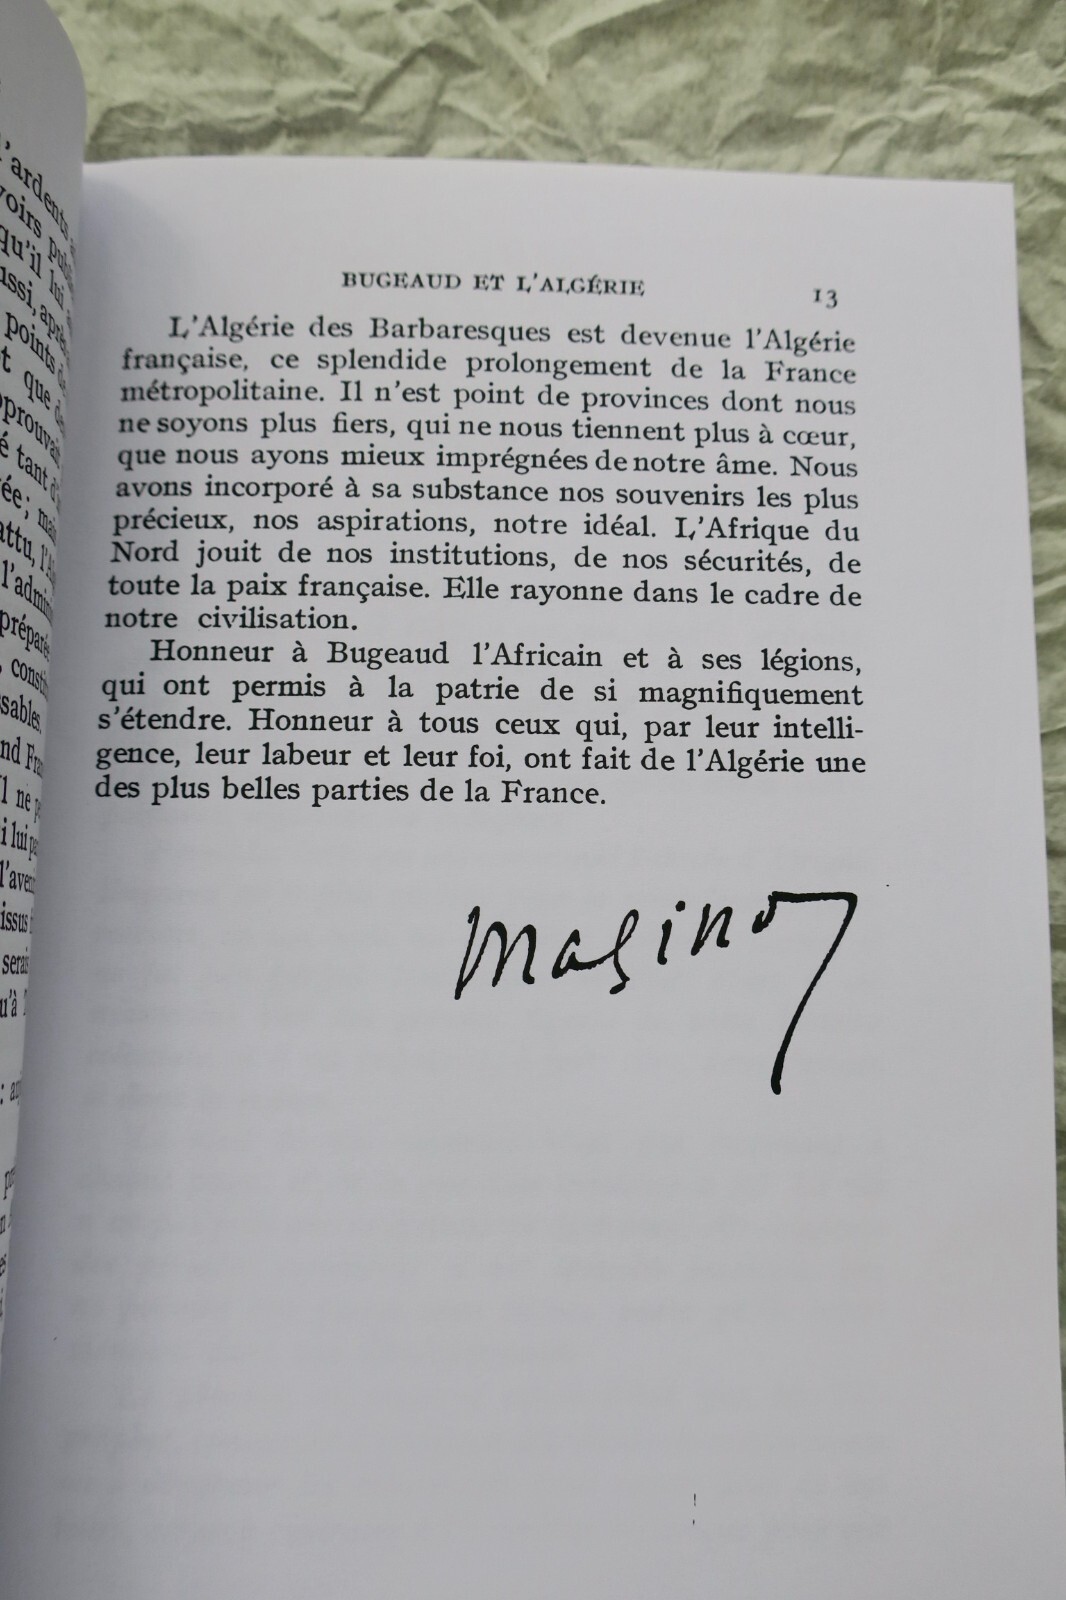 BUGEAUD ET L'ALGÉRIE 13
L'Algérie des Barbaresques est devenue l'Algérie
française, ce splendide prolongement de la France
métropolitaine. Il n'est point de provinces dont nous
ne soyons plus fiers, qui ne nous tiennent plus à cœur,
que nous ayons mieux imprégnées de notre âme. Nous
avons incorporé à sa substance nos souvenirs les plus
précieux, nos aspirations, notre idéal. L'Afrique du
Nord jouit de nos institutions, de nos sécurités, de
toute la paix française. Elle rayonne dans le cadre de
notre civilisation.
Honneur à Bugeaud l'Africain et à ses légions,
qui ont permis à la patrie de si magnifiquement
s'étendre. Honneur à tous ceux qui, par leur intelli-
gence, leur labeur et leur foi, ont fait de l'Algérie une
des plus belles parties de la France.
Maginot